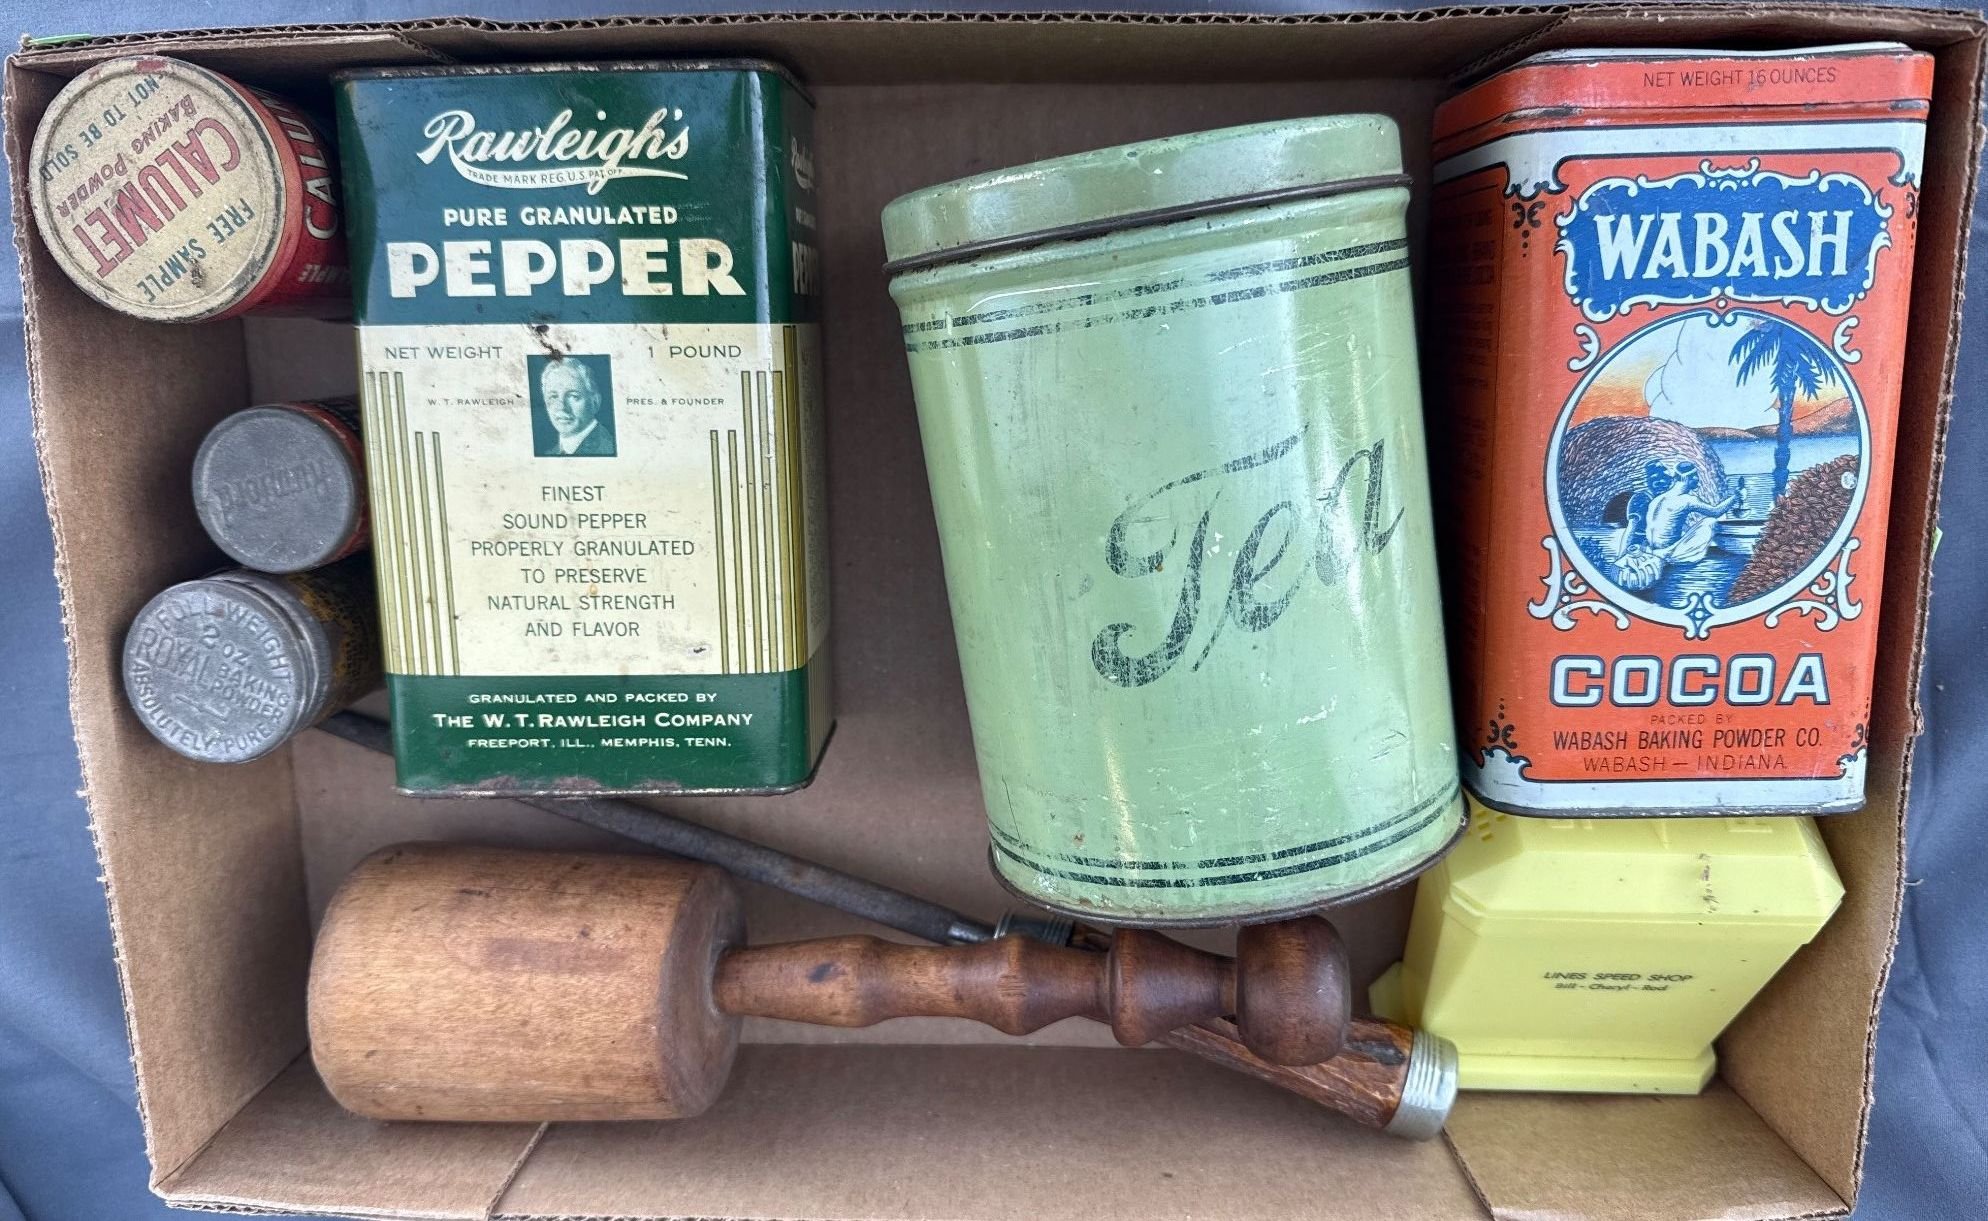 CALUMET
BAKING POWDER
NOT TO BE SOLD
FREE SAMPLE
Rawleigh's
TRADE MARK REG. U.S. PAT. OFF.
PURE GRANULATED
PEPPER
NET WEIGHT 1 POUND
W. T. RAWLEIGH PRES. & FOUNDER
FINEST
SOUND PEPPER
PROPERLY GRANULATED
TO PRESERVE
NATURAL STRENGTH
AND FLAVOR
GRANULATED AND PACKED BY
THE W. T. RAWLEIGH COMPANY
FREEPORT, ILL., MEMPHIS, TENN.
FULL WEIGHT
2 OZ.
ROYAL BAKING
POWDER
ABSOLUTELY PURE
Tea
NET WEIGHT 16 OUNCES
WABASH
COCOA
PACKED BY
WABASH BAKING POWDER CO.
WABASH — INDIANA.
LINES SPEED SHOP
Bill - Cheryl - Rod